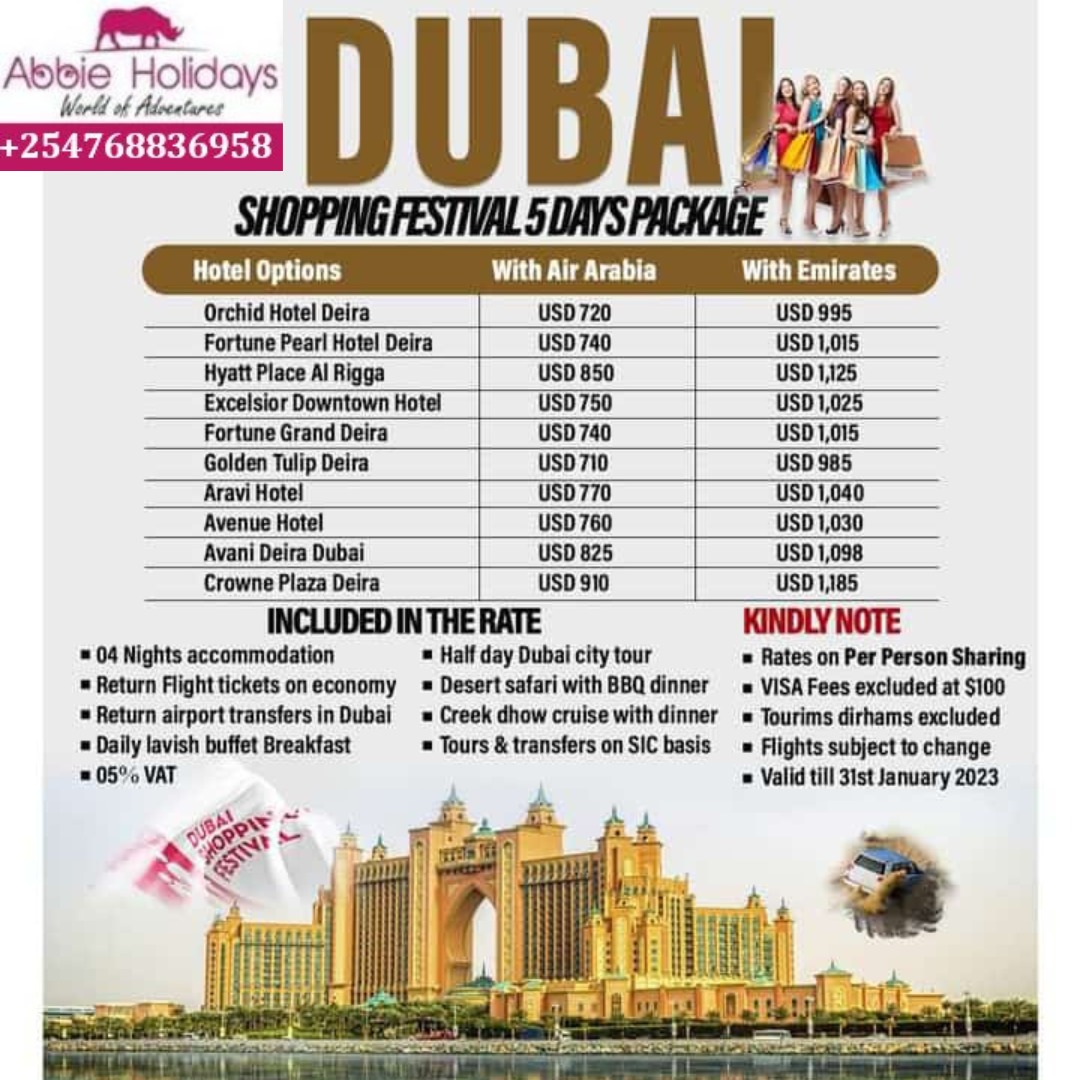 Abbie Holidays
World of Adventures
+254768836958
DUBAI
SHOPPING FESTIVAL 5 DAYS PACKAGE
Hotel Options With Air Arabia With Emirates
Orchid Hotel Deira USD 720 USD 995
Fortune Pearl Hotel Deira USD 740 USD 1,015
Hyatt Place Al Rigga USD 850 USD 1,125
Excelsior Downtown Hotel USD 750 USD 1,025
Fortune Grand Deira USD 740 USD 1,015
Golden Tulip Deira USD 710 USD 985
Aravi Hotel USD 770 USD 1,040
Avenue Hotel USD 760 USD 1,030
Avani Deira Dubai USD 825 USD 1,098
Crowne Plaza Deira USD 910 USD 1,185
INCLUDED IN THE RATE
▪ 04 Nights accommodation
▪ Return Flight tickets on economy
▪ Return airport transfers in Dubai
▪ Daily lavish buffet Breakfast
▪ 05% VAT
▪ Half day Dubai city tour
▪ Desert safari with BBQ dinner
▪ Creek dhow cruise with dinner
▪ Tours & transfers on SIC basis
KINDLY NOTE
▪ Rates on Per Person Sharing
▪ VISA Fees excluded at $100
▪ Tourims dirhams excluded
▪ Flights subject to change
▪ Valid till 31st January 2023
DUBAI
SHOPPING
FESTIVAL